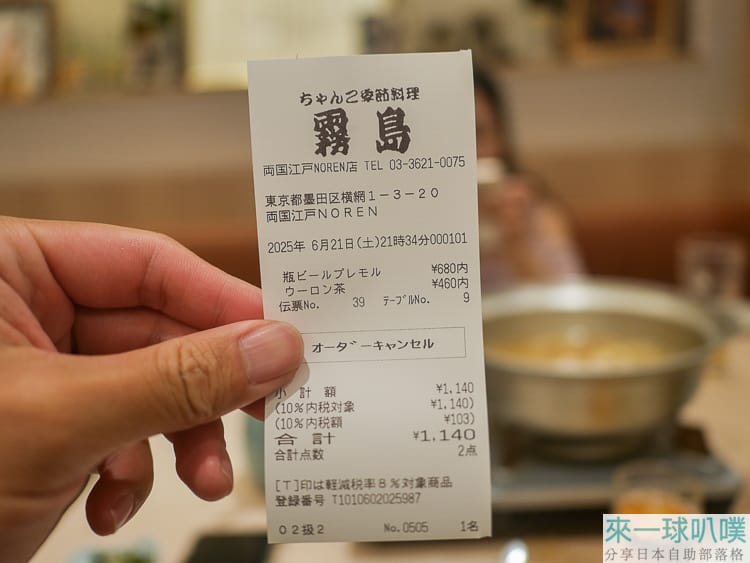 ちゃんこ季節料理
霧島
両国江戸NOREN店 TEL 03-3621-0075
東京都墨田区横網１－３－２０
両国江戸ＮＯＲＥＮ
2025年 6月21日(土)21時34分000101
瓶ビールプレモル ¥680内
ウーロン茶 ¥460内
伝票No. 39 テーブルNo. 9
オーダーキャンセル
小 計 額 ¥1,140
(10%内税対象 ¥1,140)
(10%内税額 ¥103)
合 計 ¥1,140
合計点数 2点
[T]印は軽減税率８％対象商品
登録番号 T1010602025987
０２扱２ No.0505 1名
來一球叭噗
分享日本自助部落格